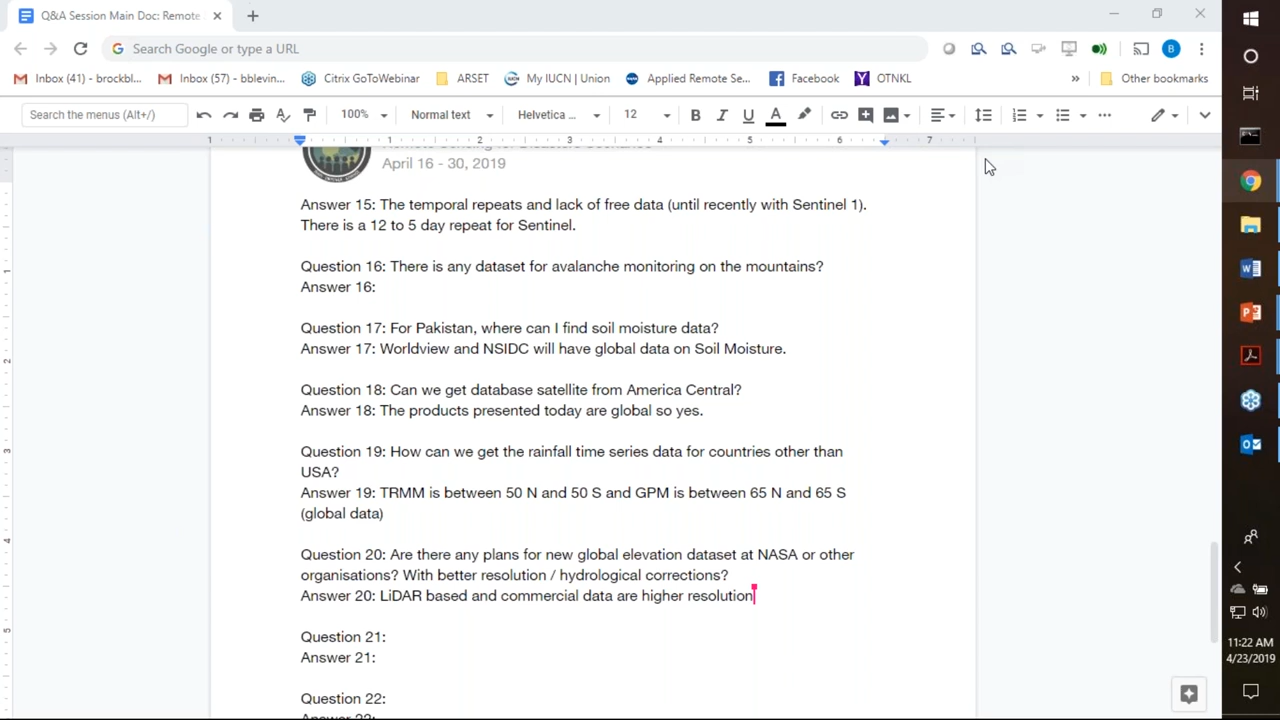 Q&A Session Main Doc: Remote
Search Google or type a URL
Inbox (41) - brockbl... Inbox (57) - bblevin... Citrix GoToWebinar ARSET My IUCN | Union Applied Remote Se... Facebook OTNKL » Other bookmarks
Search the menus (Alt+/) 100% Normal text Helvetica ... 12 B I U A
1 1 2 3 4 5 6 7
April 16 - 30, 2019
Answer 15: The temporal repeats and lack of free data (until recently with Sentinel 1).
There is a 12 to 5 day repeat for Sentinel.
Question 16: There is any dataset for avalanche monitoring on the mountains?
Answer 16:
Question 17: For Pakistan, where can I find soil moisture data?
Answer 17: Worldview and NSIDC will have global data on Soil Moisture.
Question 18: Can we get database satellite from America Central?
Answer 18: The products presented today are global so yes.
Question 19: How can we get the rainfall time series data for countries other than
USA?
Answer 19: TRMM is between 50 N and 50 S and GPM is between 65 N and 65 S
(global data)
Question 20: Are there any plans for new global elevation dataset at NASA or other
organisations? With better resolution / hydrological corrections?
Answer 20: LiDAR based and commercial data are higher resolution
Question 21:
Answer 21:
Question 22:
11:22 AM
4/23/2019